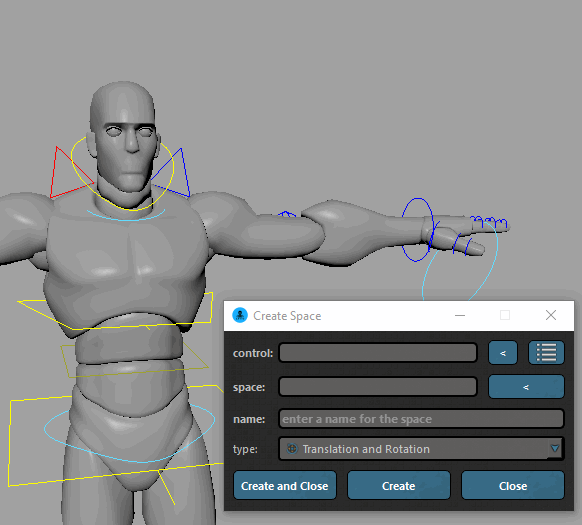 Create Space
control:
<
space:
<
name:
enter a name for the space
type:
Translation and Rotation
Create and Close
Create
Close